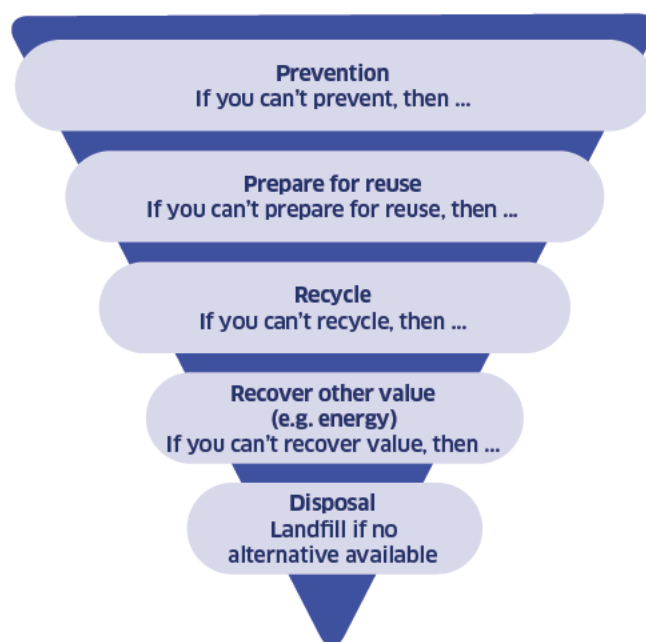 Prevention
If you can't prevent, then ...
Prepare for reuse
If you can't prepare for reuse, then ...
Recycle
If you can't recycle, then ...
Recover other value
(e.g. energy)
If you can't recover value, then ...
Disposal
Landfill if no
alternative available